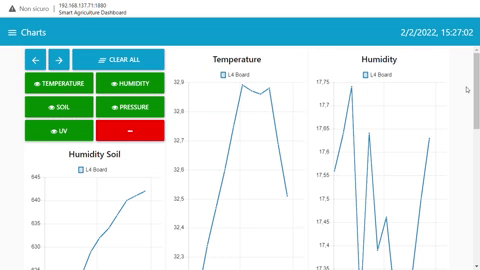 Non sicuro
192.168.137.71:1880
Smart Agriculture Dashboard
Charts
2/2/2022, 15:27:02
CLEAR ALL
TEMPERATURE
HUMIDITY
SOIL
PRESSURE
UV
Humidity Soil
L4 Board
645
640
635
630
625
Temperature
L4 Board
32,9
32,8
32,7
32,6
32,5
32,4
32,3
Humidity
L4 Board
17,75
17,7
17,65
17,6
17,55
17,5
17,45
17,4
17,35